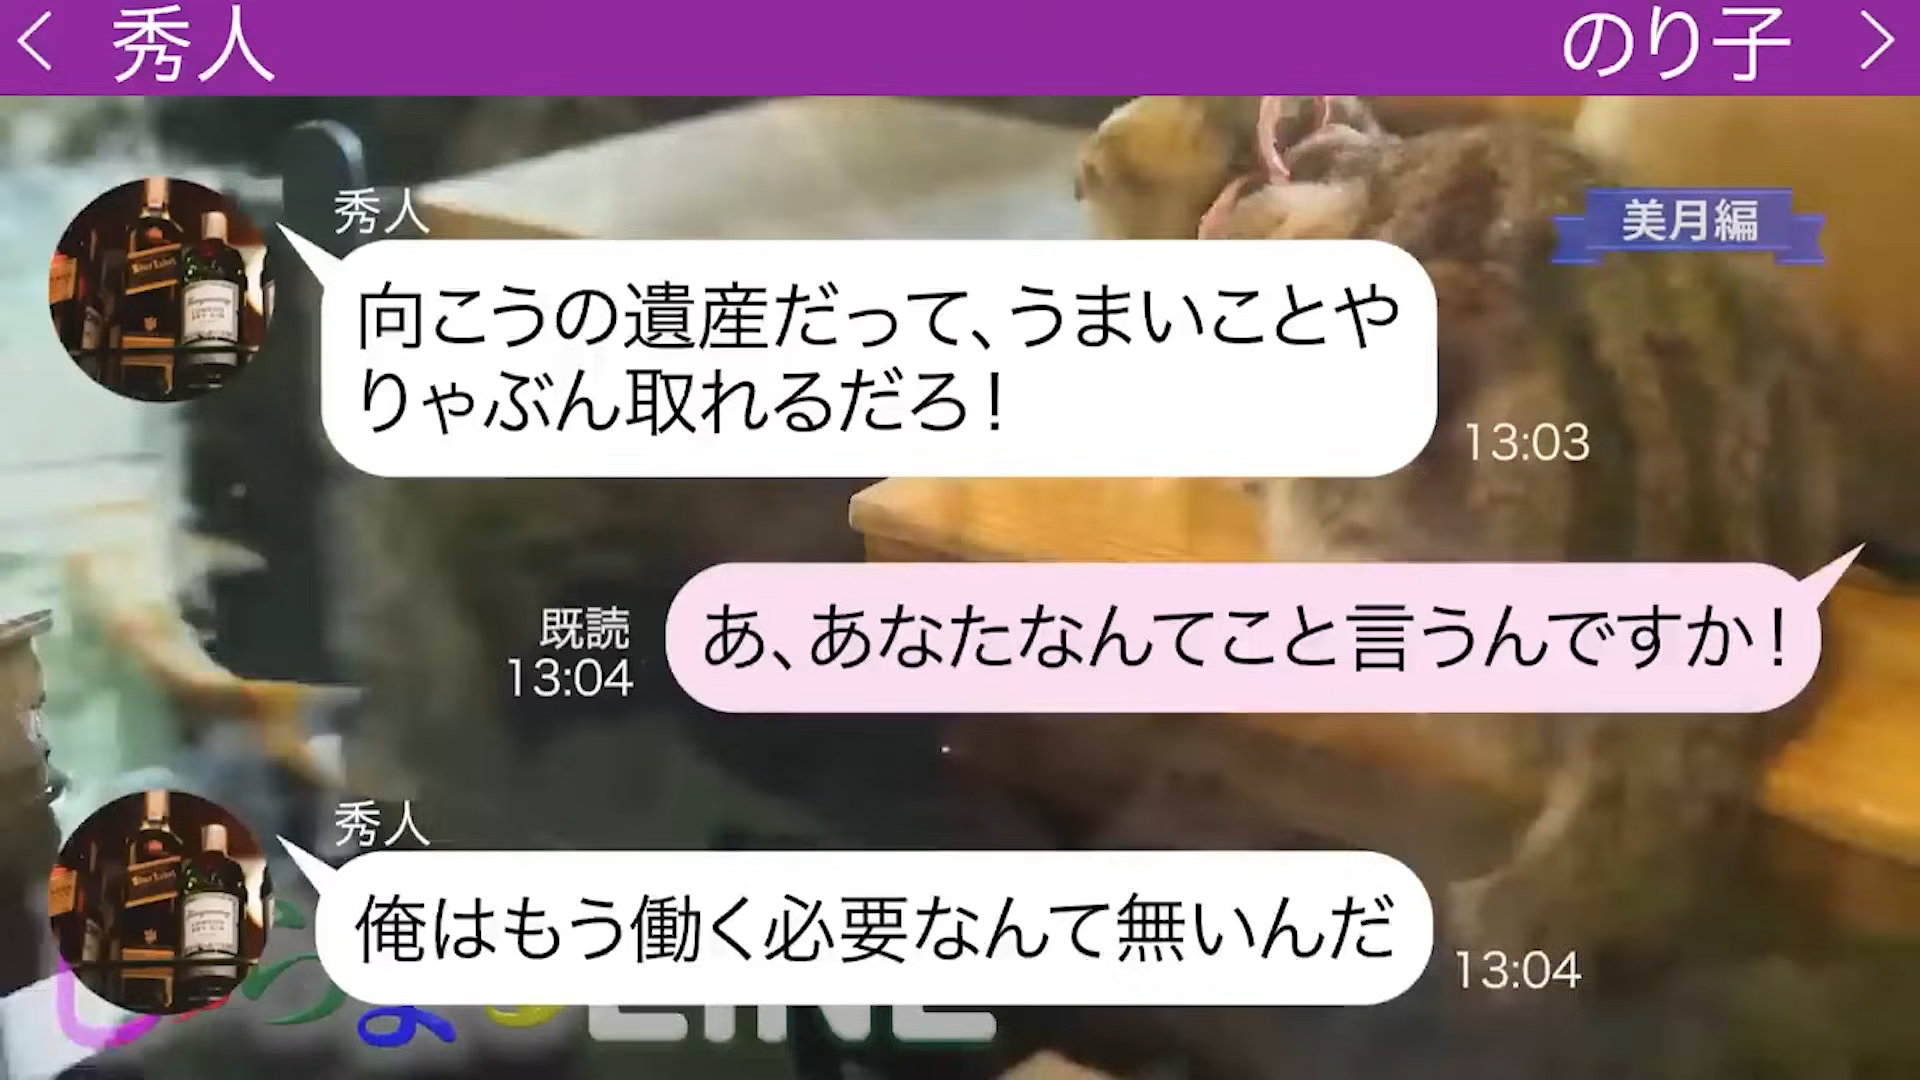 秀人
のり子
美月編
秀人
向こうの遺産だって、うまいことや
りゃぶん取れるだろ!
13:03
あ、あなたなんてこと言うんですか!
既読
13:04
秀人
俺はもう働く必要なんて無いんだ
13:04